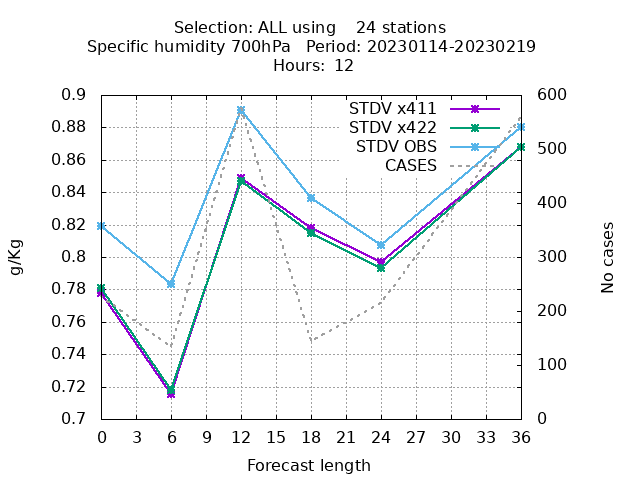 Selection: ALL using    24 stations
Specific humidity 700hPa   Period: 20230114-20230219
Hours:  12
STDV x411
STDV x422
STDV OBS
CASES
0.9
0.88
0.86
0.84
0.82
0.8
0.78
0.76
0.74
0.72
0.7
600
500
400
300
200
100
0
g/Kg
No cases
0 3 6 9 12 15 18 21 24 27 30 33 36
Forecast length